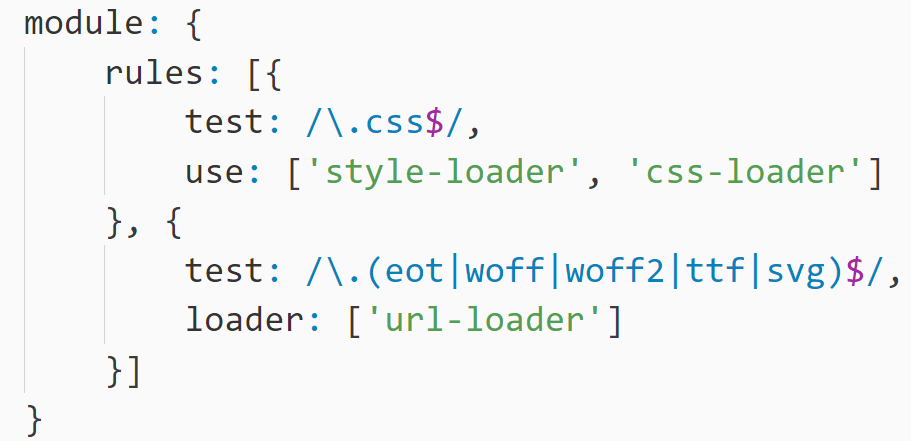 module: {
    rules: [{
        test: /\.css$/,
        use: ['style-loader', 'css-loader']
    }, {
        test: /\.(eot|woff|woff2|ttf|svg)$/,
        loader: ['url-loader']
    }]
}